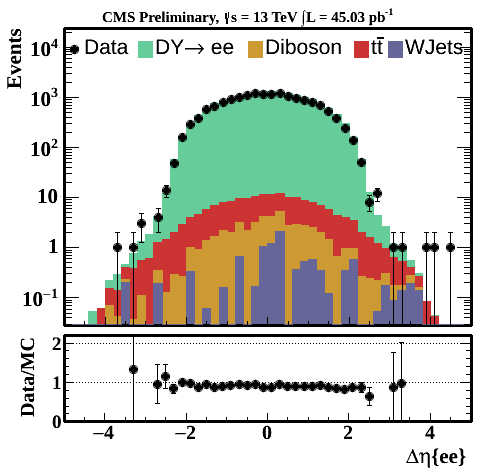 CMS Preliminary, √s = 13 TeV ∫L = 45.03 pb⁻¹
Events
Data DY→ ee Diboson tt̄ WJets
10⁴
10³
10²
10
1
10⁻¹
Data/MC
2
1
0
−4 −2 0 2 4
Δη{ee}